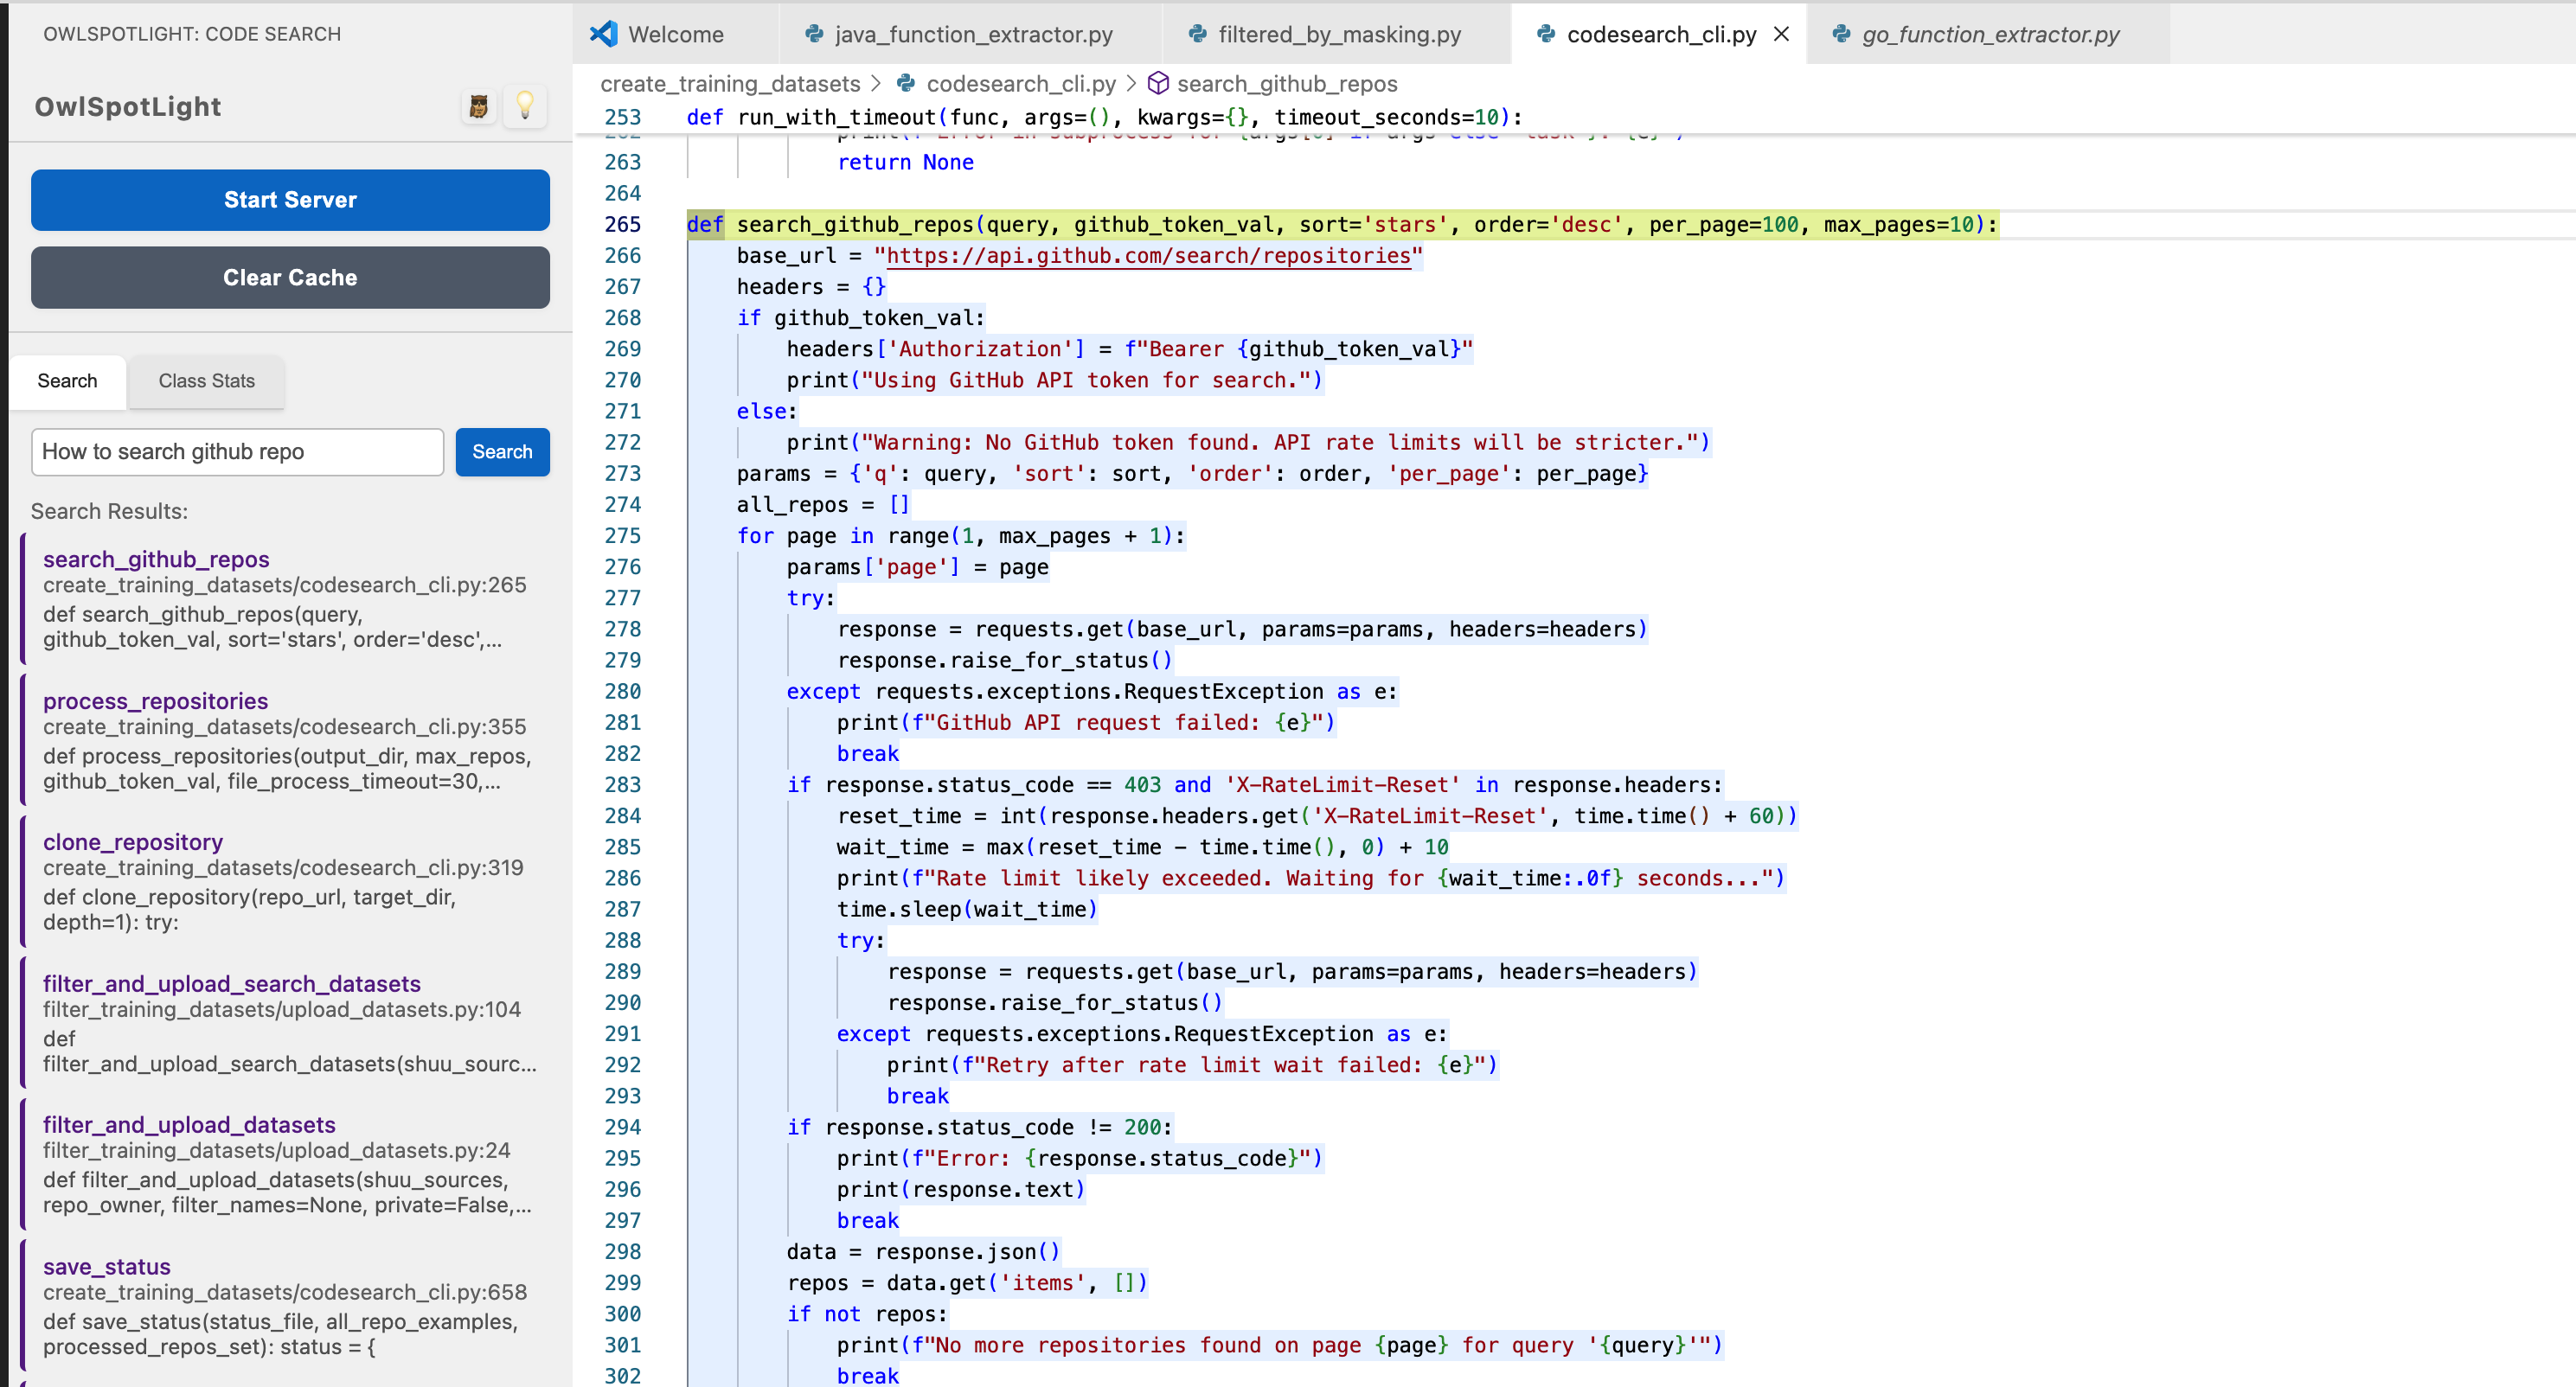 OWLSPOTLIGHT: CODE SEARCH
OwlSpotLight
Start Server
Clear Cache
Search
Class Stats
How to search github repo
Search
Search Results:
search_github_repos
create_training_datasets/codesearch_cli.py:265
def search_github_repos(query,
github_token_val, sort='stars', order='desc',...
process_repositories
create_training_datasets/codesearch_cli.py:355
def process_repositories(output_dir, max_repos,
github_token_val, file_process_timeout=30,...
clone_repository
create_training_datasets/codesearch_cli.py:319
def clone_repository(repo_url, target_dir,
depth=1): try:
filter_and_upload_search_datasets
filter_training_datasets/upload_datasets.py:104
def
filter_and_upload_search_datasets(shuu_sourc...
filter_and_upload_datasets
filter_training_datasets/upload_datasets.py:24
def filter_and_upload_datasets(shuu_sources,
repo_owner, filter_names=None, private=False,...
save_status
create_training_datasets/codesearch_cli.py:658
def save_status(status_file, all_repo_examples,
processed_repos_set): status = {
Welcome
java_function_extractor.py
filtered_by_masking.py
codesearch_cli.py
go_function_extractor.py
create_training_datasets > codesearch_cli.py > search_github_repos
253 def run_with_timeout(func, args=(), kwargs={}, timeout_seconds=10):
263 return None
264
265 def search_github_repos(query, github_token_val, sort='stars', order='desc', per_page=100, max_pages=10):
266 base_url = "https://api.github.com/search/repositories"
267 headers = {}
268 if github_token_val:
269 headers['Authorization'] = f"Bearer {github_token_val}"
270 print("Using GitHub API token for search.")
271 else:
272 print("Warning: No GitHub token found. API rate limits will be stricter.")
273 params = {'q': query, 'sort': sort, 'order': order, 'per_page': per_page}
274 all_repos = []
275 for page in range(1, max_pages + 1):
276 params['page'] = page
277 try:
278 response = requests.get(base_url, params=params, headers=headers)
279 response.raise_for_status()
280 except requests.exceptions.RequestException as e:
281 print(f"GitHub API request failed: {e}")
282 break
283 if response.status_code == 403 and 'X-RateLimit-Reset' in response.headers:
284 reset_time = int(response.headers.get('X-RateLimit-Reset', time.time() + 60))
285 wait_time = max(reset_time - time.time(), 0) + 10
286 print(f"Rate limit likely exceeded. Waiting for {wait_time:.0f} seconds...")
287 time.sleep(wait_time)
288 try:
289 response = requests.get(base_url, params=params, headers=headers)
290 response.raise_for_status()
291 except requests.exceptions.RequestException as e:
292 print(f"Retry after rate limit wait failed: {e}")
293 break
294 if response.status_code != 200:
295 print(f"Error: {response.status_code}")
296 print(response.text)
297 break
298 data = response.json()
299 repos = data.get('items', [])
300 if not repos:
301 print(f"No more repositories found on page {page} for query '{query}'")
302 break